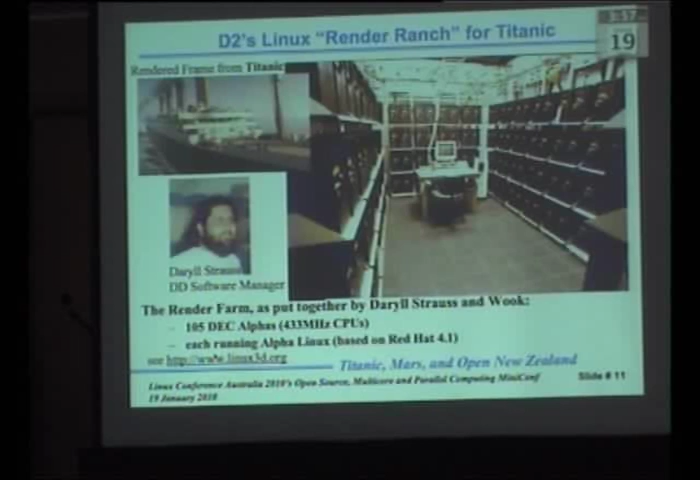 3:57
19
D2's Linux "Render Ranch" for Titanic
Rendered Frame from Titanic
Daryll Strauss
DD Software Manager
The Render Farm, as put together by Daryll Strauss and Wook:
- 105 DEC Alphas (433MHz CPUs)
- each running Alpha Linux (based on Red Hat 4.1)
see http://www.linux3d.org
Titanic, Mars, and Open New Zealand
Linux Conference Australia 2010's Open Source, Multicore and Parallel Computing MiniConf
Slide # 11
19 January 2010